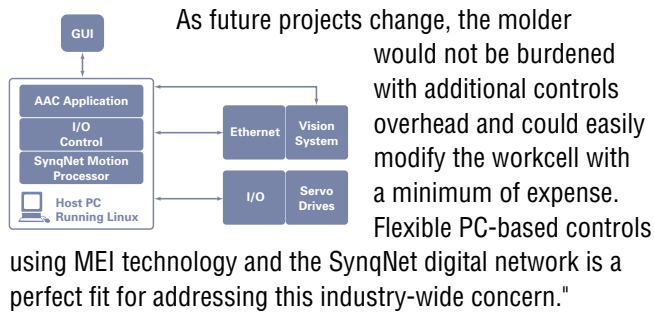 GUI
AAC Application
I/O
Control
SynqNet Motion
Processor
Host PC
Running Linux
Ethernet
Vision
System
I/O
Servo
Drives
As future projects change, the molder
would not be burdened
with additional controls
overhead and could easily
modify the workcell with
a minimum of expense.
Flexible PC-based controls
using MEI technology and the SynqNet digital network is a
perfect fit for addressing this industry-wide concern."